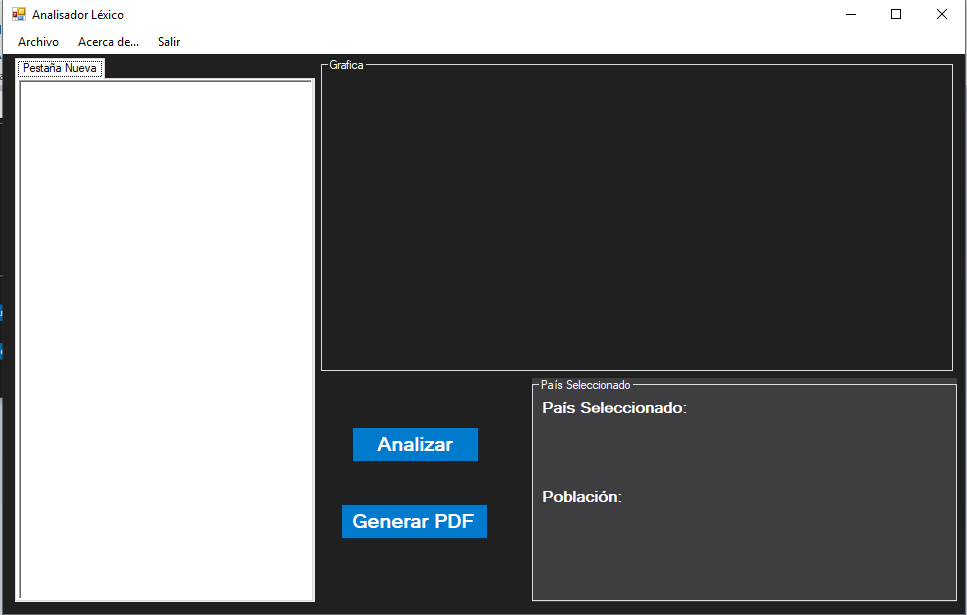 Analisador Léxico
Archivo Acerca de... Salir
Pestaña Nueva
Grafica
Analizar
Generar PDF
País Seleccionado
País Seleccionado:
Población: